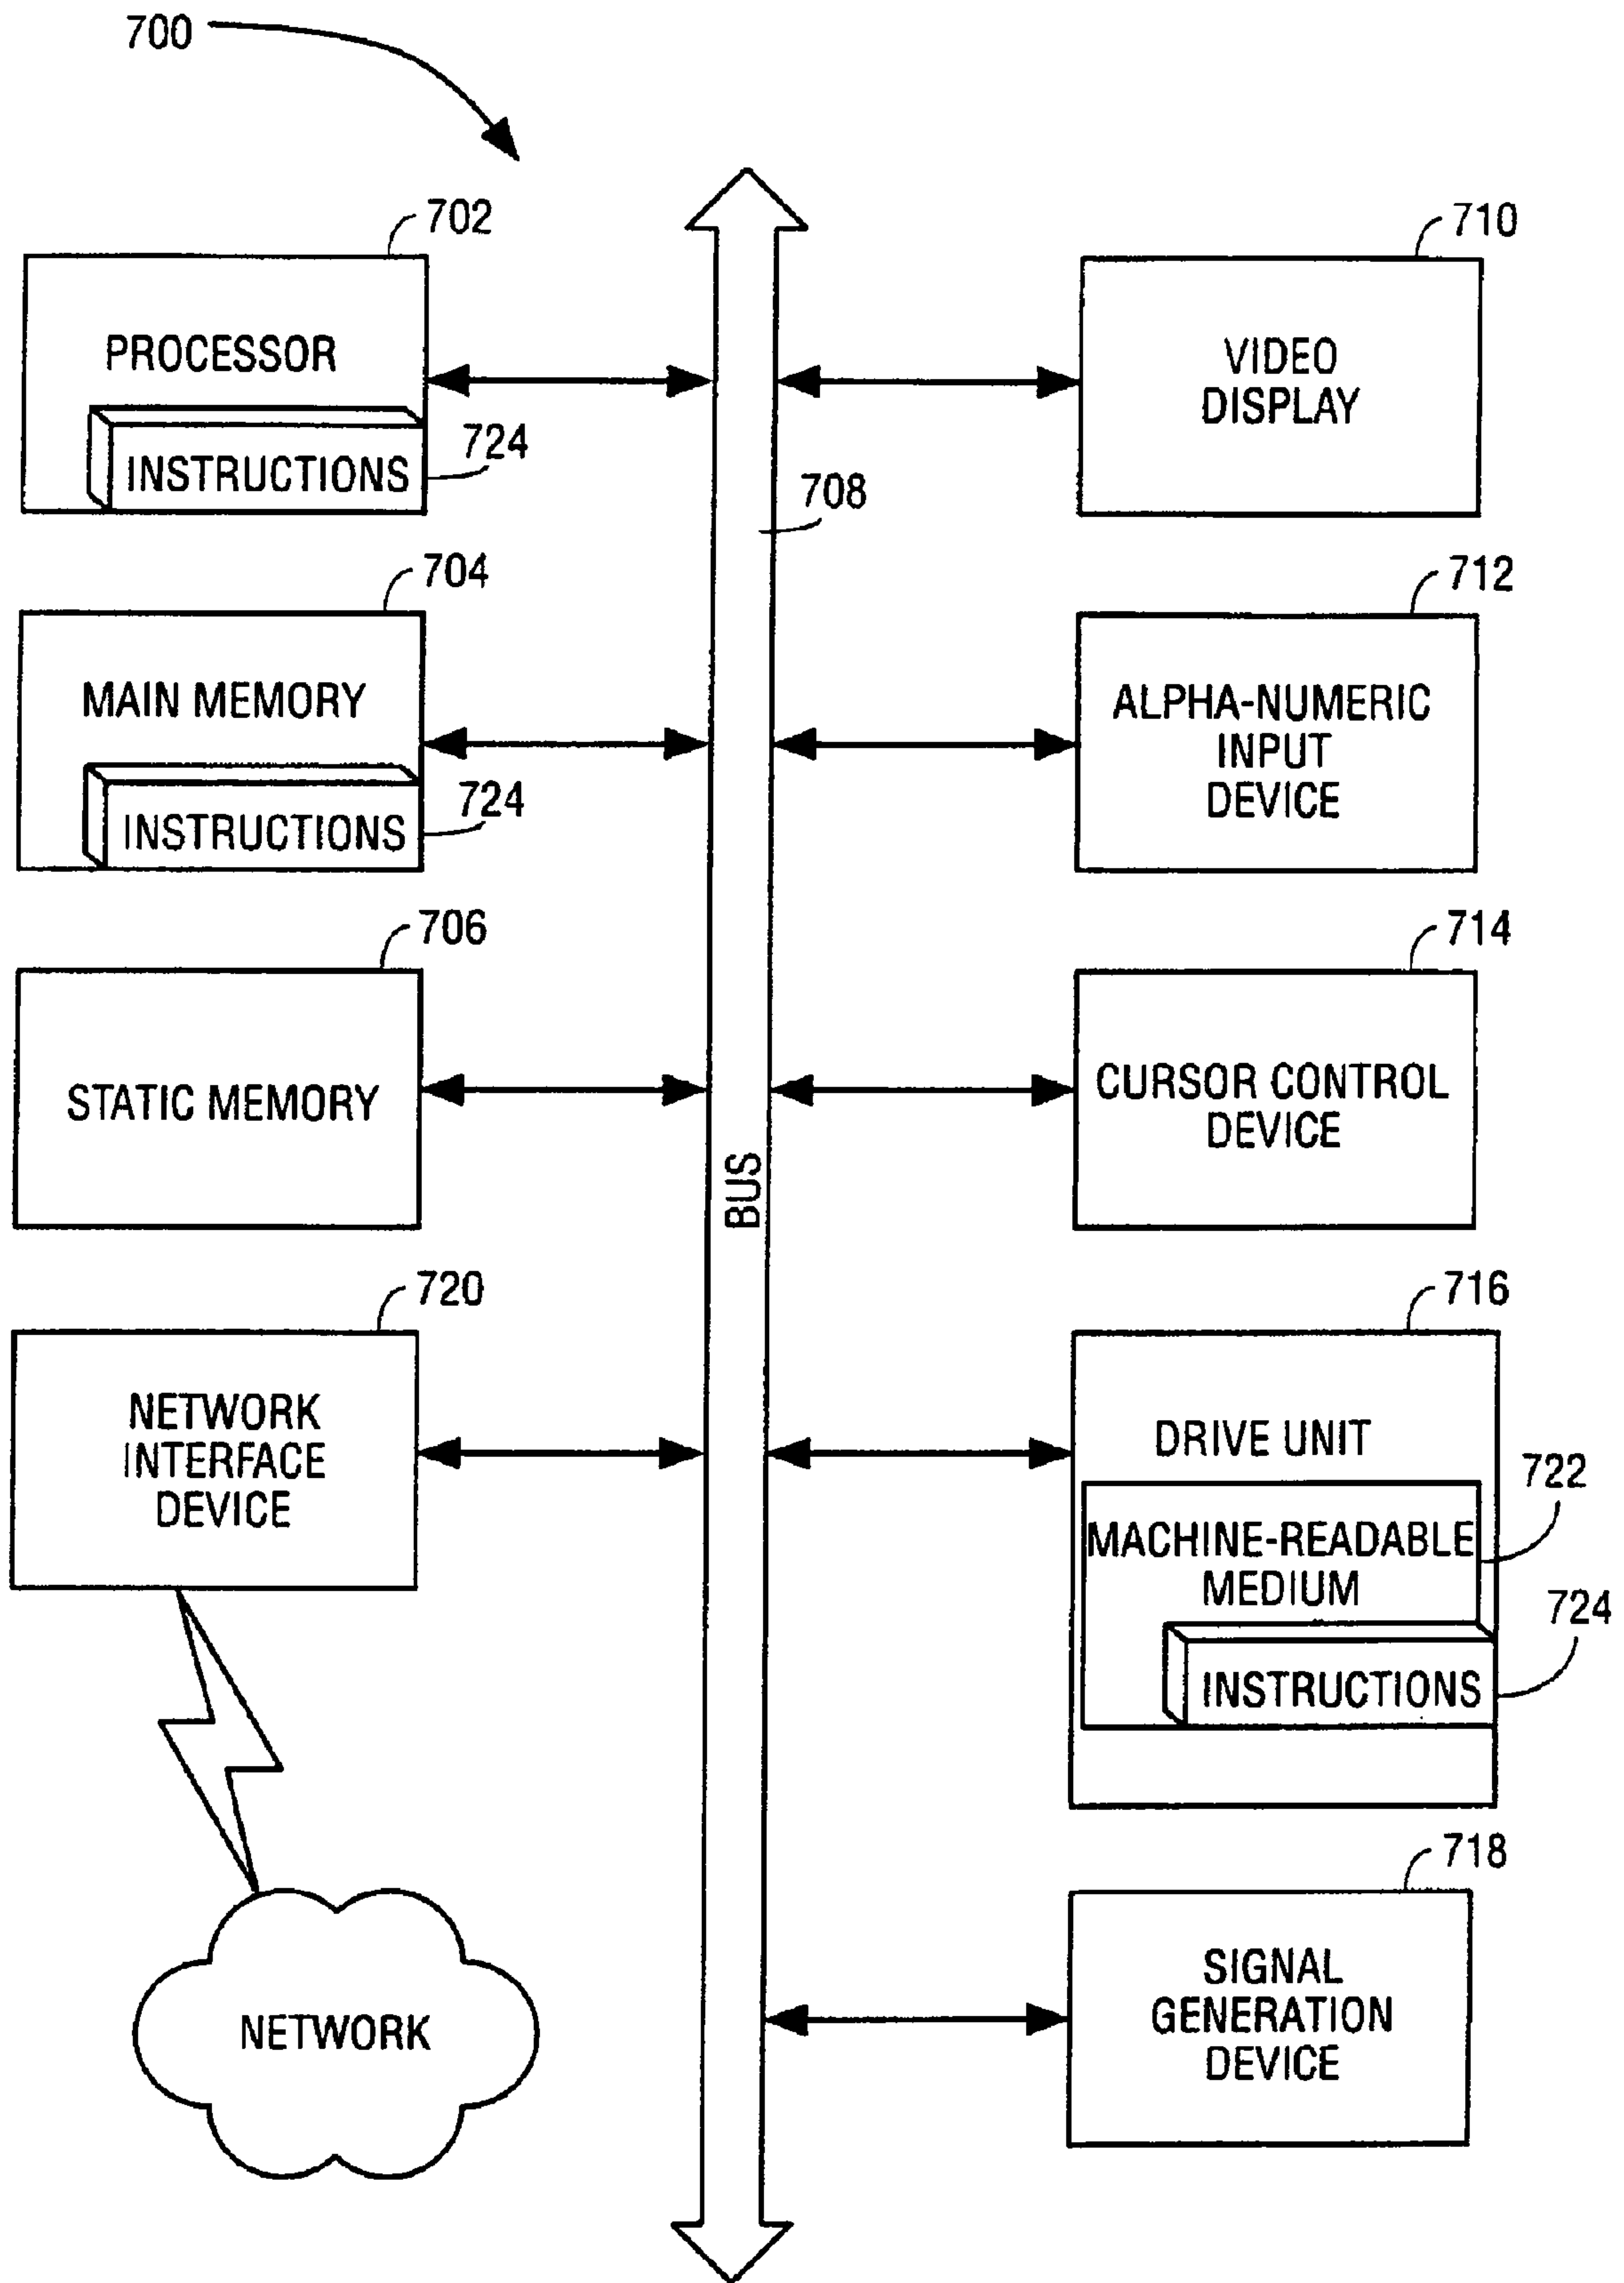 700
702
PROCESSOR
INSTRUCTIONS
724
704
MAIN MEMORY
INSTRUCTIONS
724
706
STATIC MEMORY
720
NETWORK
INTERFACE
DEVICE
NETWORK
708
BUS
710
VIDEO
DISPLAY
712
ALPHA-NUMERIC
INPUT
DEVICE
714
CURSOR CONTROL
DEVICE
716
DRIVE UNIT
722
MACHINE-READABLE
MEDIUM
724
INSTRUCTIONS
718
SIGNAL
GENERATION
DEVICE